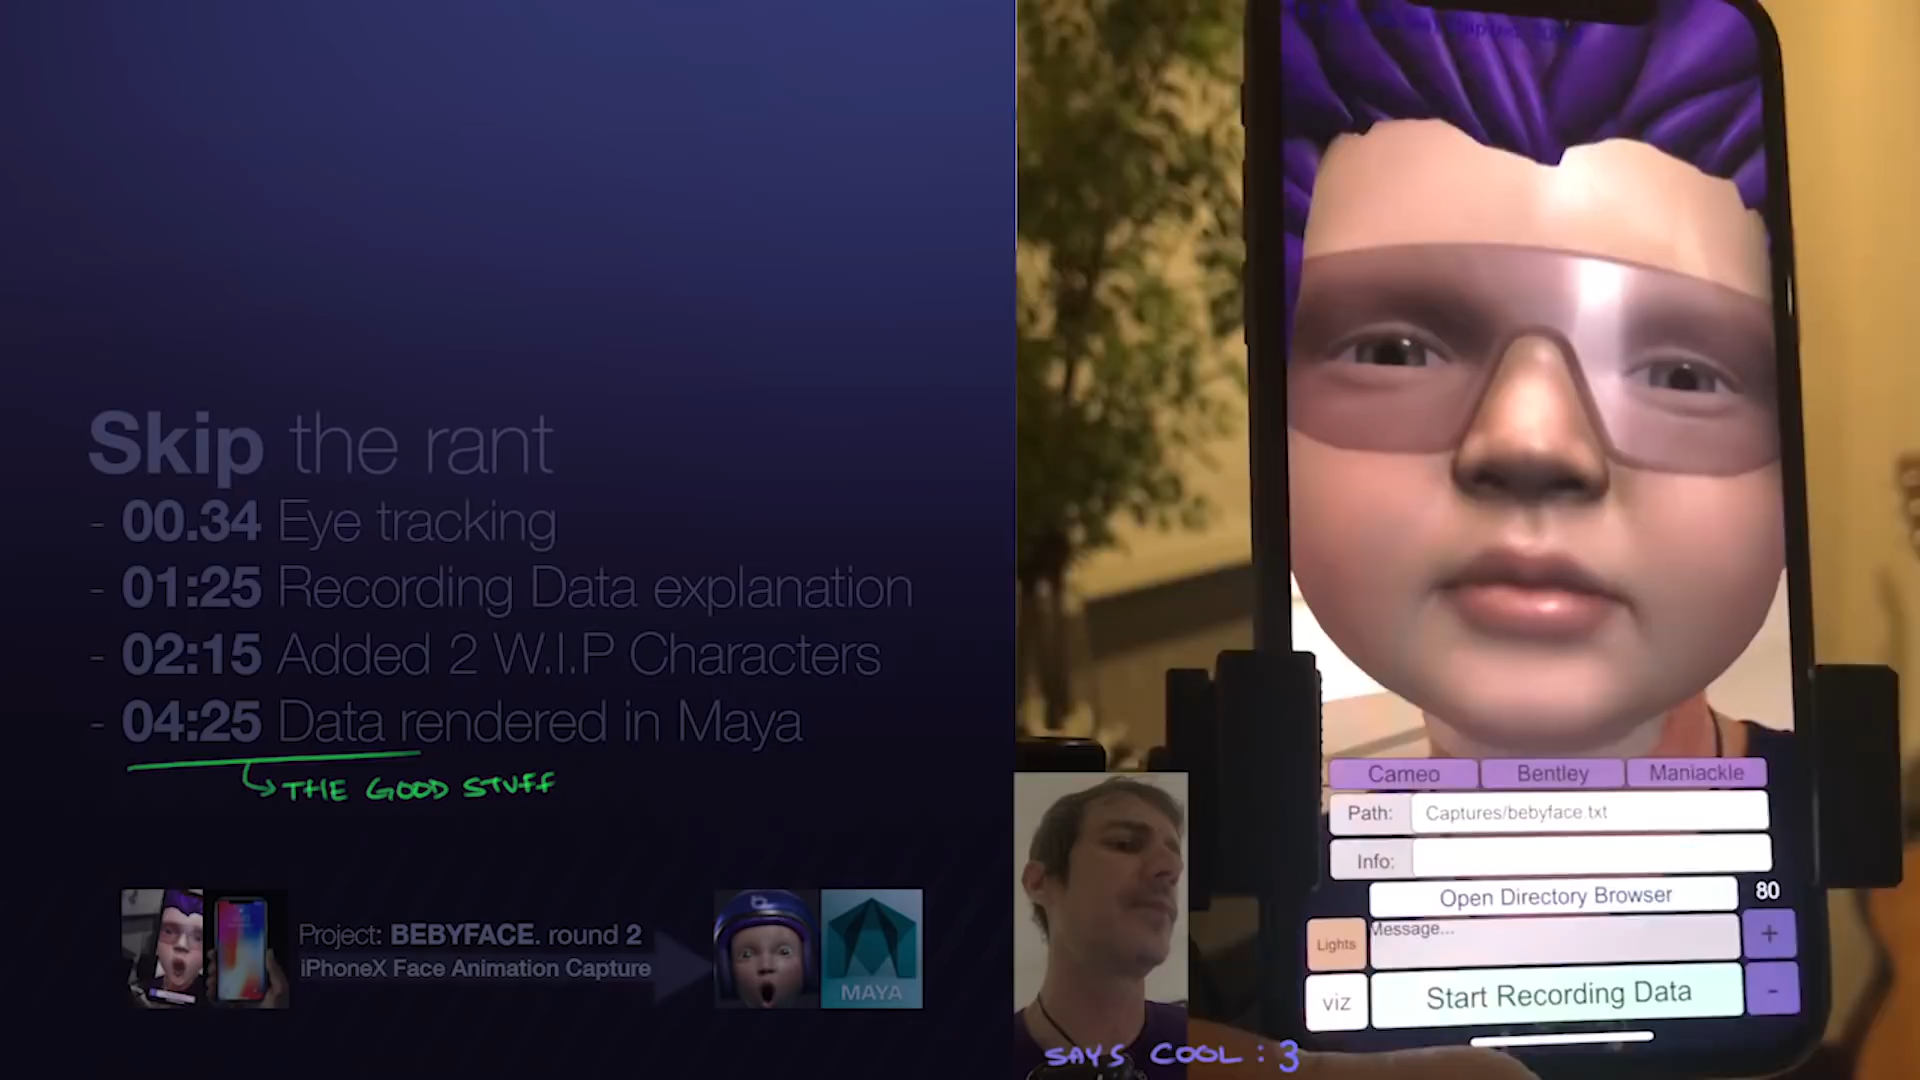 Skip the rant
- 00.34 Eye tracking
- 01:25 Recording Data explanation
- 02:15 Added 2 W.I.P Characters
- 04:25 Data rendered in Maya
THE GOOD STUFF
Project: BEBYFACE. round 2
iPhoneX Face Animation Capture
MAYA
Cameo Bentley Maniackle
Path: Captures/bebyface.txt
Info:
Open Directory Browser 80
Lights Message... +
viz Start Recording Data -
SAYS COOL : 3